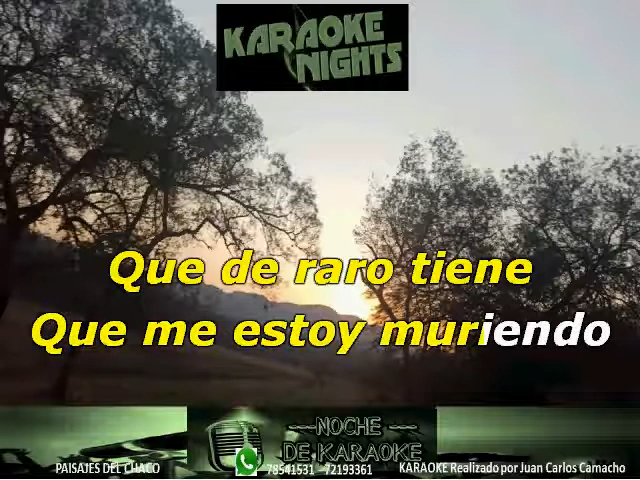 KARAOKE
NIGHTS
Que de raro tiene
Que me estoy muriendo
NOCHE
DE KARAOKE
PAISAJES DEL CHACO
78541531 - 72193361
KARAOKE Realizado por Juan Carlos Camacho